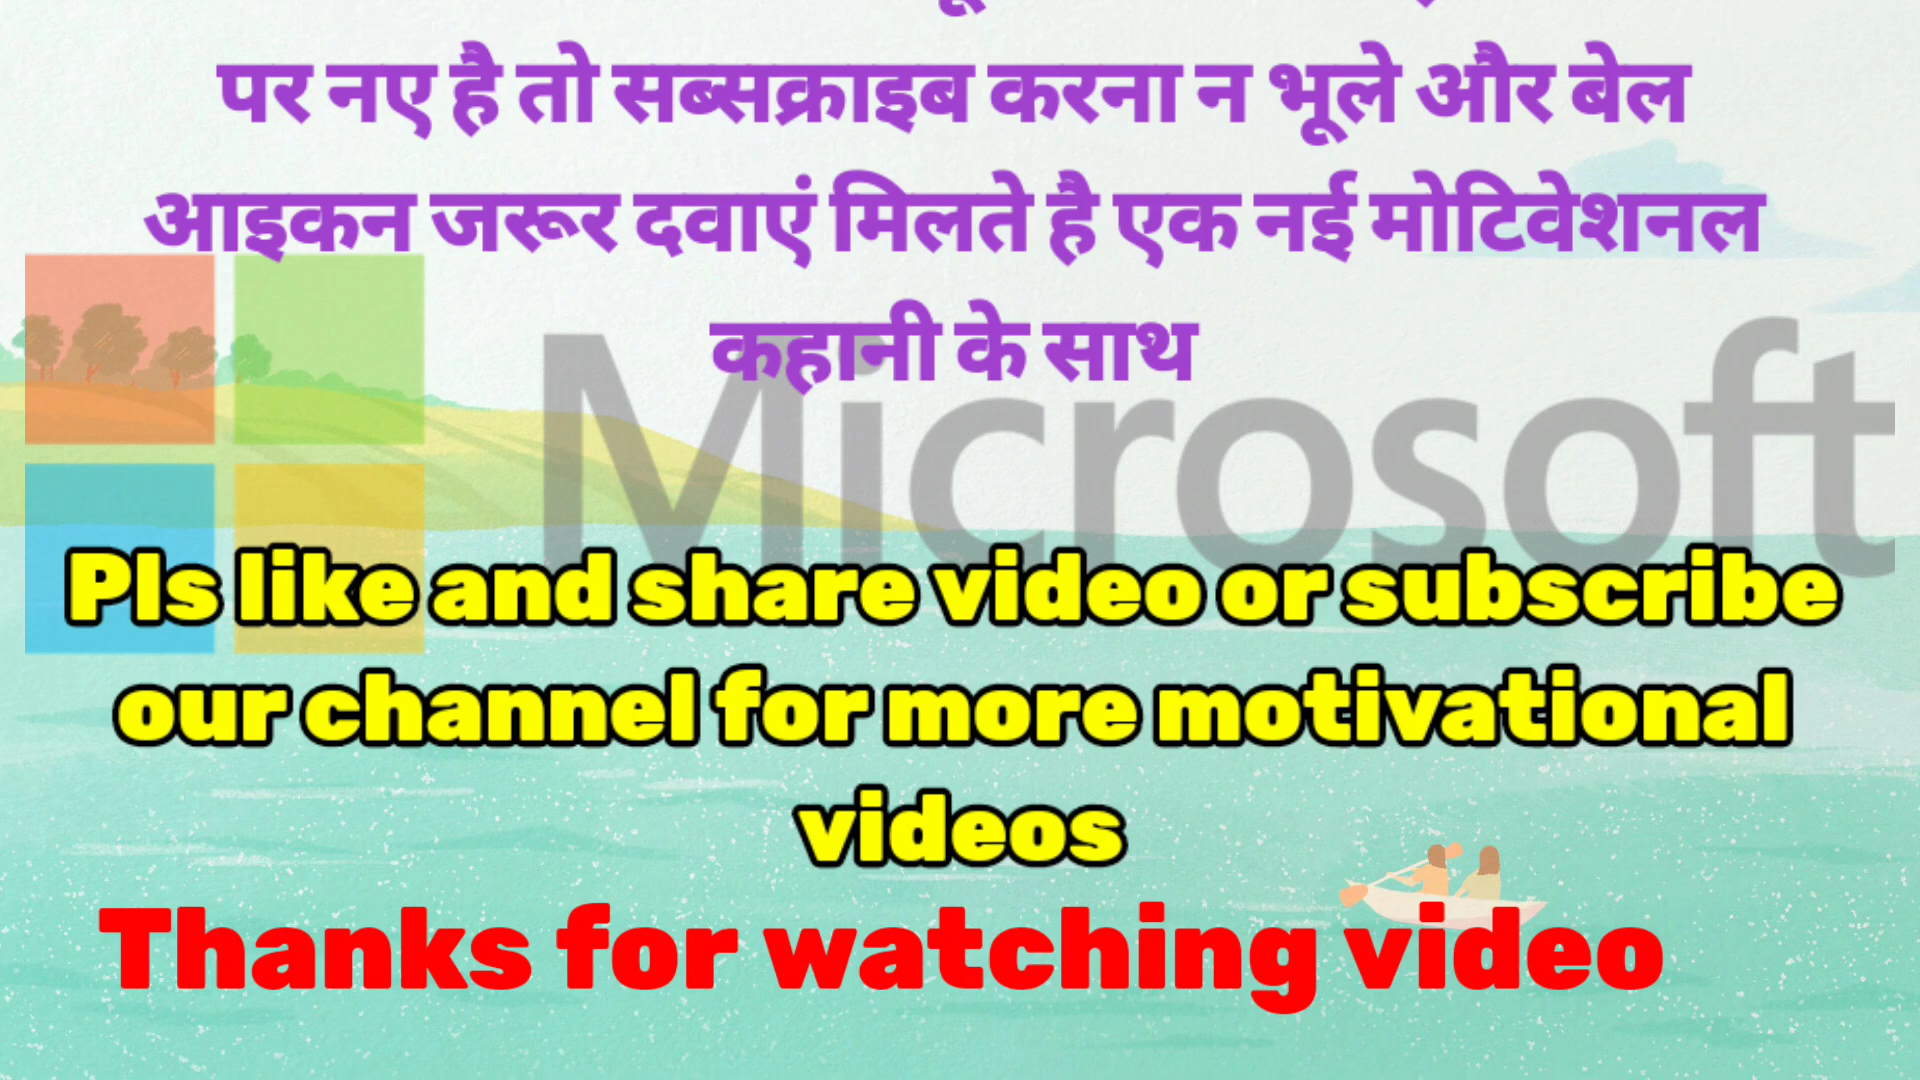 पर नए है तो सब्सक्राइब करना न भूले और बेल
आइकन जरूर दवाएं मिलते है एक नई मोटिवेशनल
कहानी के साथ
Microsoft
Pls like and share video or subscribe
our channel for more motivational
videos
Thanks for watching video